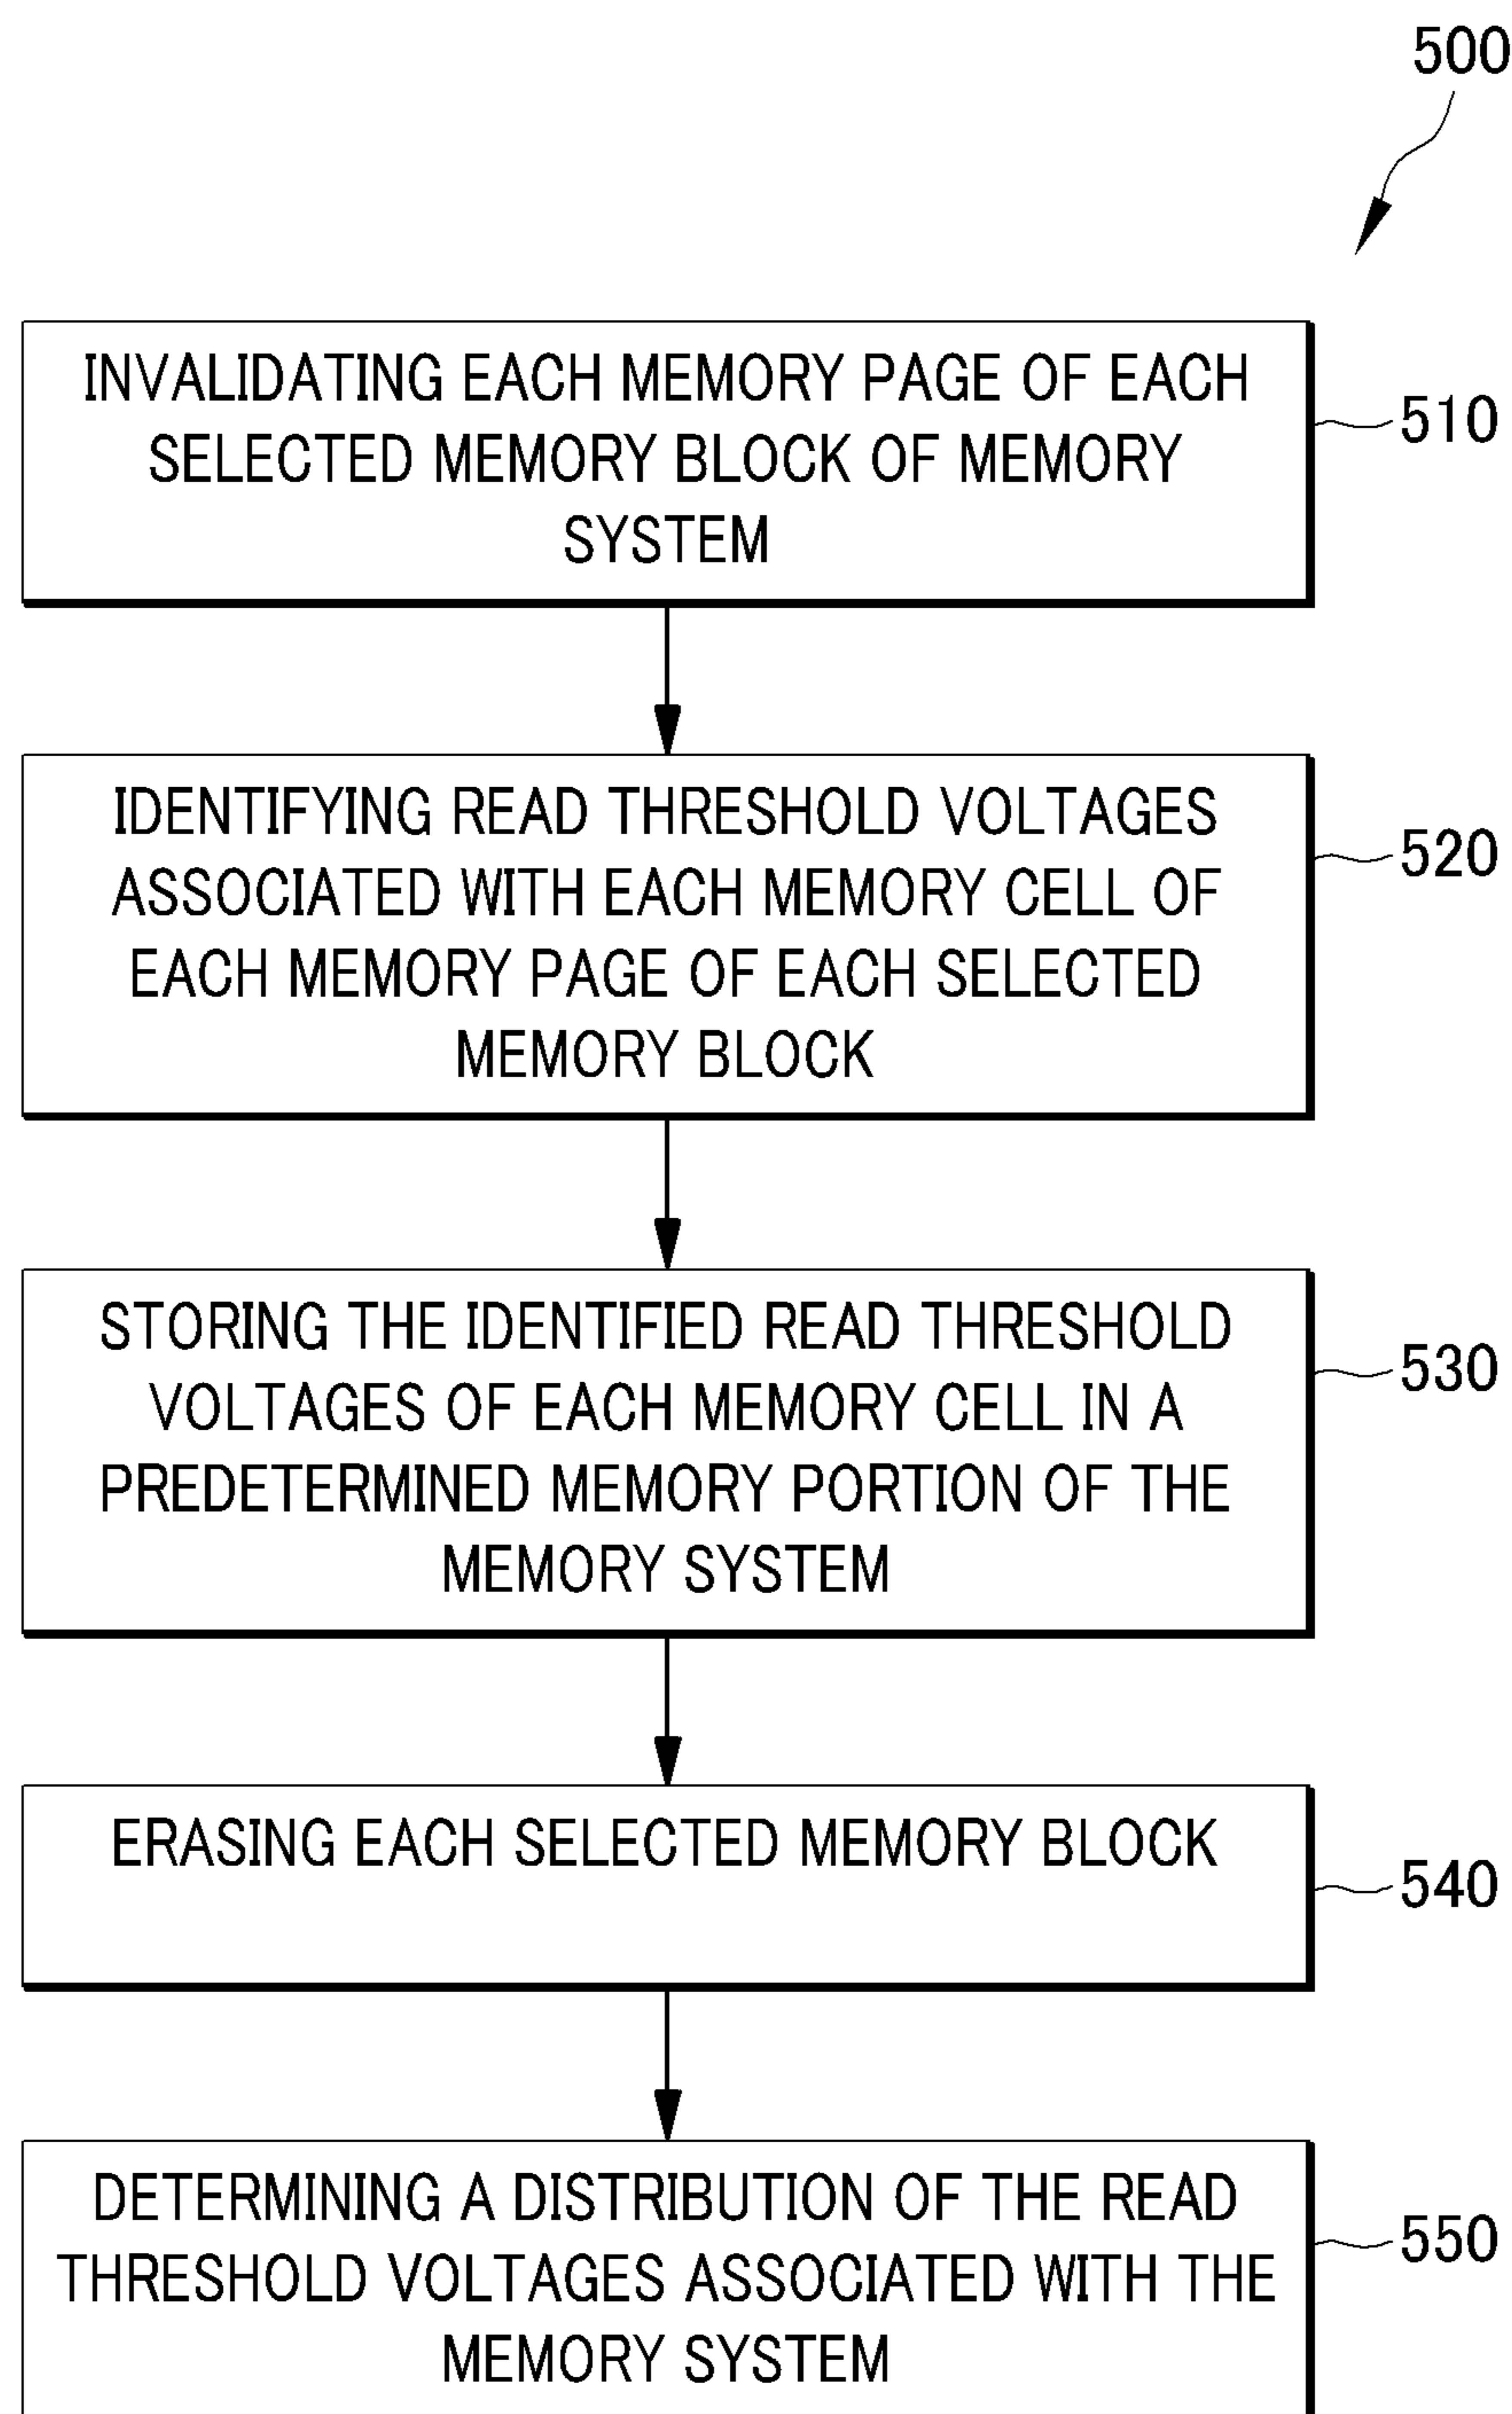 500
INVALIDATING EACH MEMORY PAGE OF EACH
SELECTED MEMORY BLOCK OF MEMORY
SYSTEM
510
IDENTIFYING READ THRESHOLD VOLTAGES
ASSOCIATED WITH EACH MEMORY CELL OF
EACH MEMORY PAGE OF EACH SELECTED
MEMORY BLOCK
520
STORING THE IDENTIFIED READ THRESHOLD
VOLTAGES OF EACH MEMORY CELL IN A
PREDETERMINED MEMORY PORTION OF THE
MEMORY SYSTEM
530
ERASING EACH SELECTED MEMORY BLOCK
540
DETERMINING A DISTRIBUTION OF THE READ
THRESHOLD VOLTAGES ASSOCIATED WITH THE
MEMORY SYSTEM
550